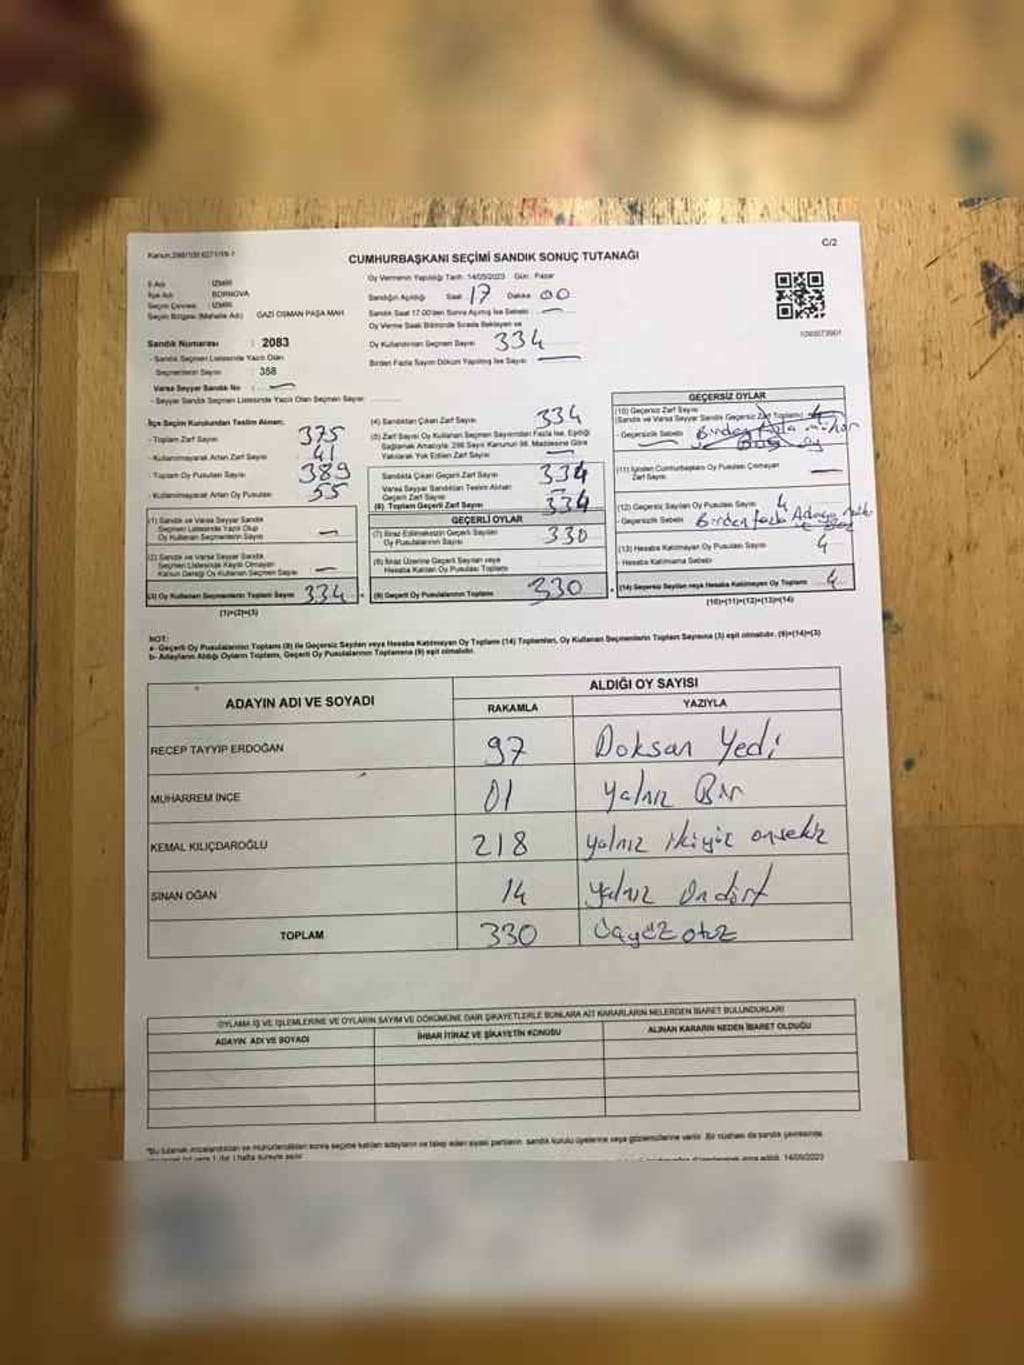 Kanun:298/105 6271/19-1
C/2
CUMHURBAŞKANI SEÇİMİ SANDIK SONUÇ TUTANAĞI
İl Adı : İZMİR
İlçe Adı : BORNOVA
Seçim Çevresi : İZMİR
Seçim Bölgesi (Mahalle Adı) GAZİ OSMAN PAŞA MAH
Sandık Numarası : 2083
- Sandık Seçmen Listesinde Yazılı Olan
Seçmenlerin Sayısı : 358
Varsa Seyyar Sandık No : —
- Seyyar Sandık Seçmen Listesinde Yazılı Olan Seçmen Sayısı
Oy Vermenin Yapıldığı Tarih: 14/05/2023 Gün: Pazar
Sandığın Açıldığı Saat 17 Dakika 00
Sandık Saat 17.00'den Sonra Açılmış İse Sebebi —
Oy Verme Saati Bitiminde Sırada Bekleyen ve
Oy Kullandırılan Seçmen Sayısı 334
Birden Fazla Sayım Döküm Yapılmış İse Sayısı —
İlçe Seçim Kurulundan Teslim Alınan;
- Toplam Zarf Sayısı 375
- Kullanılmayarak Artan Zarf Sayısı 41
- Toplam Oy Pusulası Sayısı 389
- Kullanılmayarak Artan Oy Pusulası 55
(1) Sandık ve Varsa Seyyar Sandık
Seçmen Listesinde Yazılı Olup
Oy Kullanan Seçmenlerin Sayısı —
(2) Sandık ve Varsa Seyyar Sandık
Seçmen Listesinde Kayıtlı Olmayan
Kanun Gereği Oy Kullanan Seçmen Sayısı —
(3) Oy Kullanan Seçmenlerin Toplam Sayısı 334
(1)+(2)=(3)
(4) Sandıktan Çıkan Zarf Sayısı 334
(5) Zarf Sayısı Oy Kullanan Seçmen Sayısından Fazla İse, Eşitliği
Sağlamak Amacıyla, 298 Sayılı Kanunun 98. Maddesine Göre
Yakılarak Yok Edilen Zarf Sayısı —
Sandıkta Çıkan Geçerli Zarf Sayısı 334
Varsa Seyyar Sandıktan Teslim Alınan
Geçerli Zarf Sayısı —
(6) Toplam Geçerli Zarf Sayısı 334
GEÇERLİ OYLAR
(7) İtiraz Edilmeksizin Geçerli Sayılan
Oy Pusulalarının Sayısı 330
(8) İtiraz Üzerine Geçerli Sayılan veya
Hesaba Katılan Oy Pusulası Toplamı
(9) Geçerli Oy Pusulalarının Toplamı 330
GEÇERSİZ OYLAR
(10) Geçersiz Zarf Sayısı
(Sandık ve Varsa Seyyar Sandık Geçersiz Zarf Toplamı) 4
- Geçersizlik Sebebi Birden fazla mühür
Boş oy
(11) İçinden Cumhurbaşkanı Oy Pusulası Çıkmayan
Zarf Sayısı —
(12) Geçersiz Sayılan Oy Pusulası Sayısı 4
- Geçersizlik Sebebi Birden fazla Adaya
(13) Hesaba Katılmayan Oy Pusulası Sayısı 4
- Hesaba Katılmama Sebebi
(14) Geçersiz Sayılan veya Hesaba Katılmayan Oy Toplamı 4
(10)+(11)+(12)+(13)=(14)
NOT:
a- Geçerli Oy Pusulalarının Toplamı (9) ile Geçersiz Sayılan veya Hesaba Katılmayan Oy Toplamı (14) Toplamları, Oy Kullanan Seçmenlerin Toplam Sayısına (3) eşit olmalıdır. (9)+(14)=(3)
b- Adayların Aldığı Oyların Toplamı, Geçerli Oy Pusulalarının Toplamına (9) eşit olmalıdır.
ADAYIN ADI VE SOYADI
ALDIĞI OY SAYISI
RAKAMLA YAZIYLA
RECEP TAYYİP ERDOĞAN 97 Doksan Yedi
MUHARREM İNCE 01 yalnız Bir
KEMAL KILIÇDAROĞLU 218 yalnız ikiyüz onsekiz
SİNAN OĞAN 14 yalnız Ondört
TOPLAM 330 üçyüz otuz
OYLAMA İŞ VE İŞLEMLERİNE VE OYLARIN SAYIM VE DÖKÜMÜNE DAİR ŞİKAYETLERLE BUNLARA AİT KARARLARIN NELERDEN İBARET BULUNDUKLARI
ADAYIN ADI VE SOYADI İHBAR İTİRAZ VE ŞİKAYETİN KONUSU ALINAN KARARIN NEDEN İBARET OLDUĞU